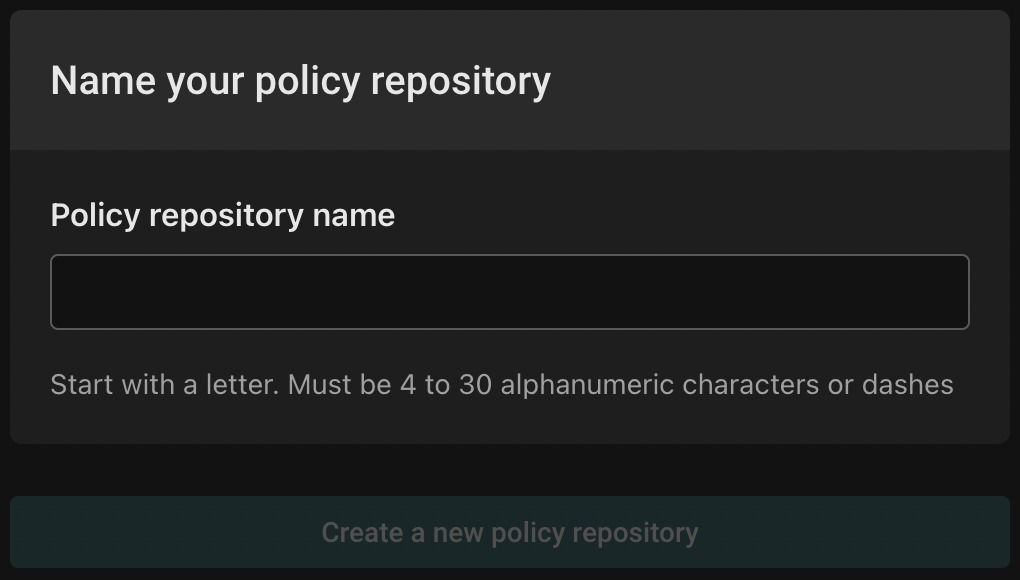 Name your policy repository
Policy repository name
Start with a letter. Must be 4 to 30 alphanumeric characters or dashes
Create a new policy repository